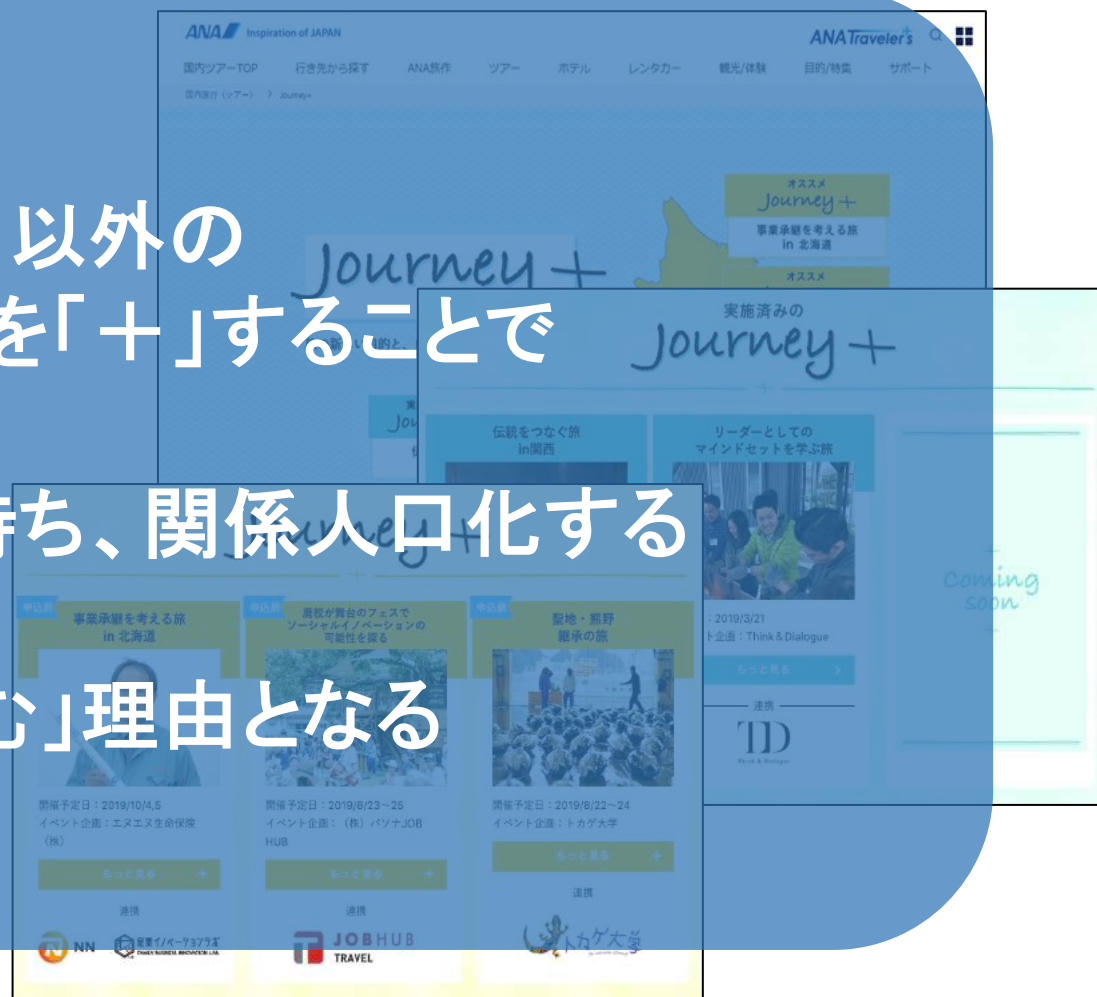 ANA Inspiration of JAPAN
ANA Traveler's
国内ツアーTOP 行き先から探す ANA旅作 ツアー ホテル レンタカー 観光/体験 目的/特集 サポート
国内旅行（ツアー） > Journey+
オススメ
Journey+
事業承継を考える旅
in 北海道
オススメ
以外の
Journey+
を「＋」することで
実施済みの
Journey+
伝統をつなぐ旅
in関西
リーダーとしての
マインドセットを学ぶ旅
持ち、関係人口化する
Journey+
Coming
soon
: 2019/3/21
ト企画：Think & Dialogue
もっと見る >
連携
TD
Think & Dialogue
申込前
事業承継を考える旅
in 北海道
申込前
廃校が舞台のフェスで
ソーシャルイノベーションの
可能性を探る
申込前
聖地・熊野
継承の旅
む」理由となる
開催予定日：2019/10/4,5
イベント企画：エヌエヌ生命保険
（株）
もっと見る +
連携
NN
開催予定日：2019/8/23～25
イベント企画：（株）パソナJOB
HUB
もっと見る +
連携
JOBHUB
TRAVEL
開催予定日：2019/8/22～24
イベント企画：トカゲ大学
もっと見る +
連携
トカゲ大学